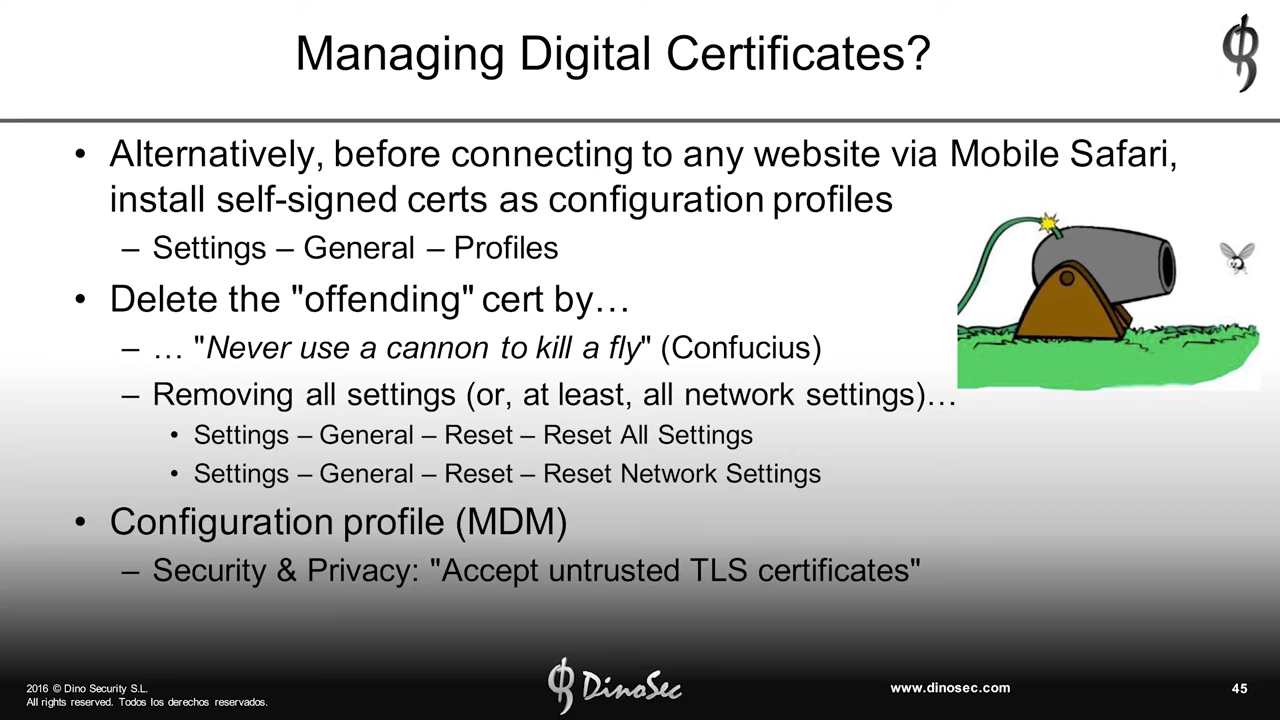 Managing Digital Certificates?
• Alternatively, before connecting to any website via Mobile Safari,
install self-signed certs as configuration profiles
– Settings – General – Profiles
• Delete the "offending" cert by…
– … "Never use a cannon to kill a fly" (Confucius)
– Removing all settings (or, at least, all network settings)…
• Settings – General – Reset – Reset All Settings
• Settings – General – Reset – Reset Network Settings
• Configuration profile (MDM)
– Security & Privacy: "Accept untrusted TLS certificates"
2016 © Dino Security S.L.
All rights reserved. Todos los derechos reservados.
DinoSec
www.dinosec.com
45